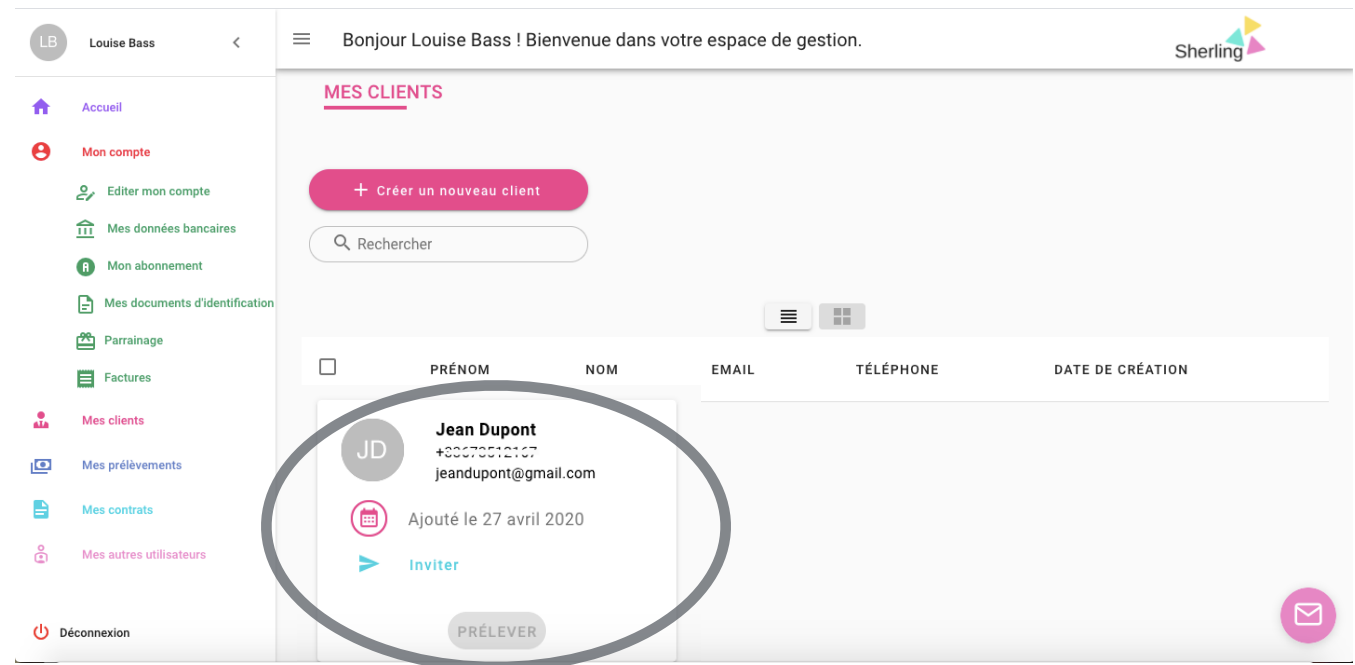 LB
Louise Bass
Accueil
Mon compte
Editer mon compte
Mes données bancaires
Mon abonnement
Mes documents d'identification
Parrainage
Factures
Mes clients
Mes prélèvements
Mes contrats
Mes autres utilisateurs
Déconnexion
Bonjour Louise Bass ! Bienvenue dans votre espace de gestion.
Sherling
MES CLIENTS
+ Créer un nouveau client
Rechercher
PRÉNOM NOM EMAIL TÉLÉPHONE DATE DE CRÉATION
JD
Jean Dupont
jeandupont@gmail.com
Ajouté le 27 avril 2020
Inviter
PRÉLEVER